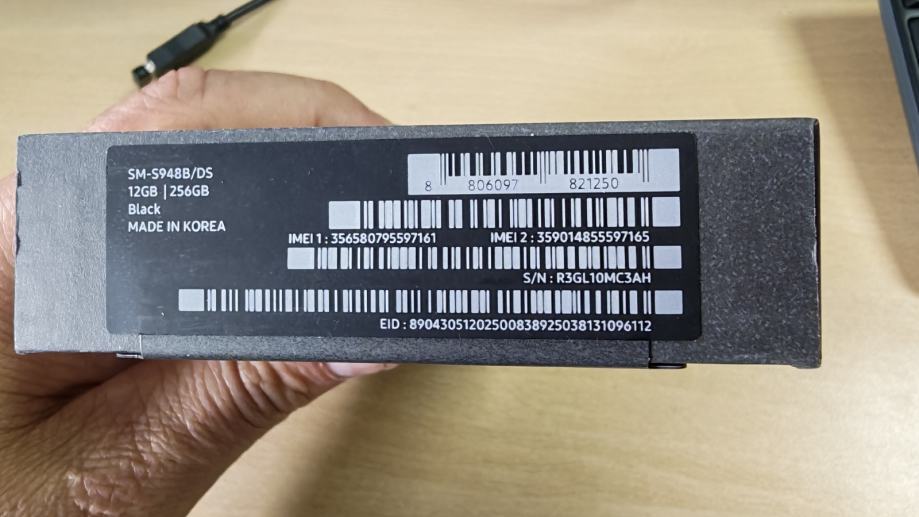 SM-S948B/DS
12GB | 256GB
Black
MADE IN KOREA
8 806097 821250
IMEI 1 : 356580795597161 IMEI 2 : 359014855597165
S/N : R3GL10MC3AH
EID : 89043051202500838925038131096112